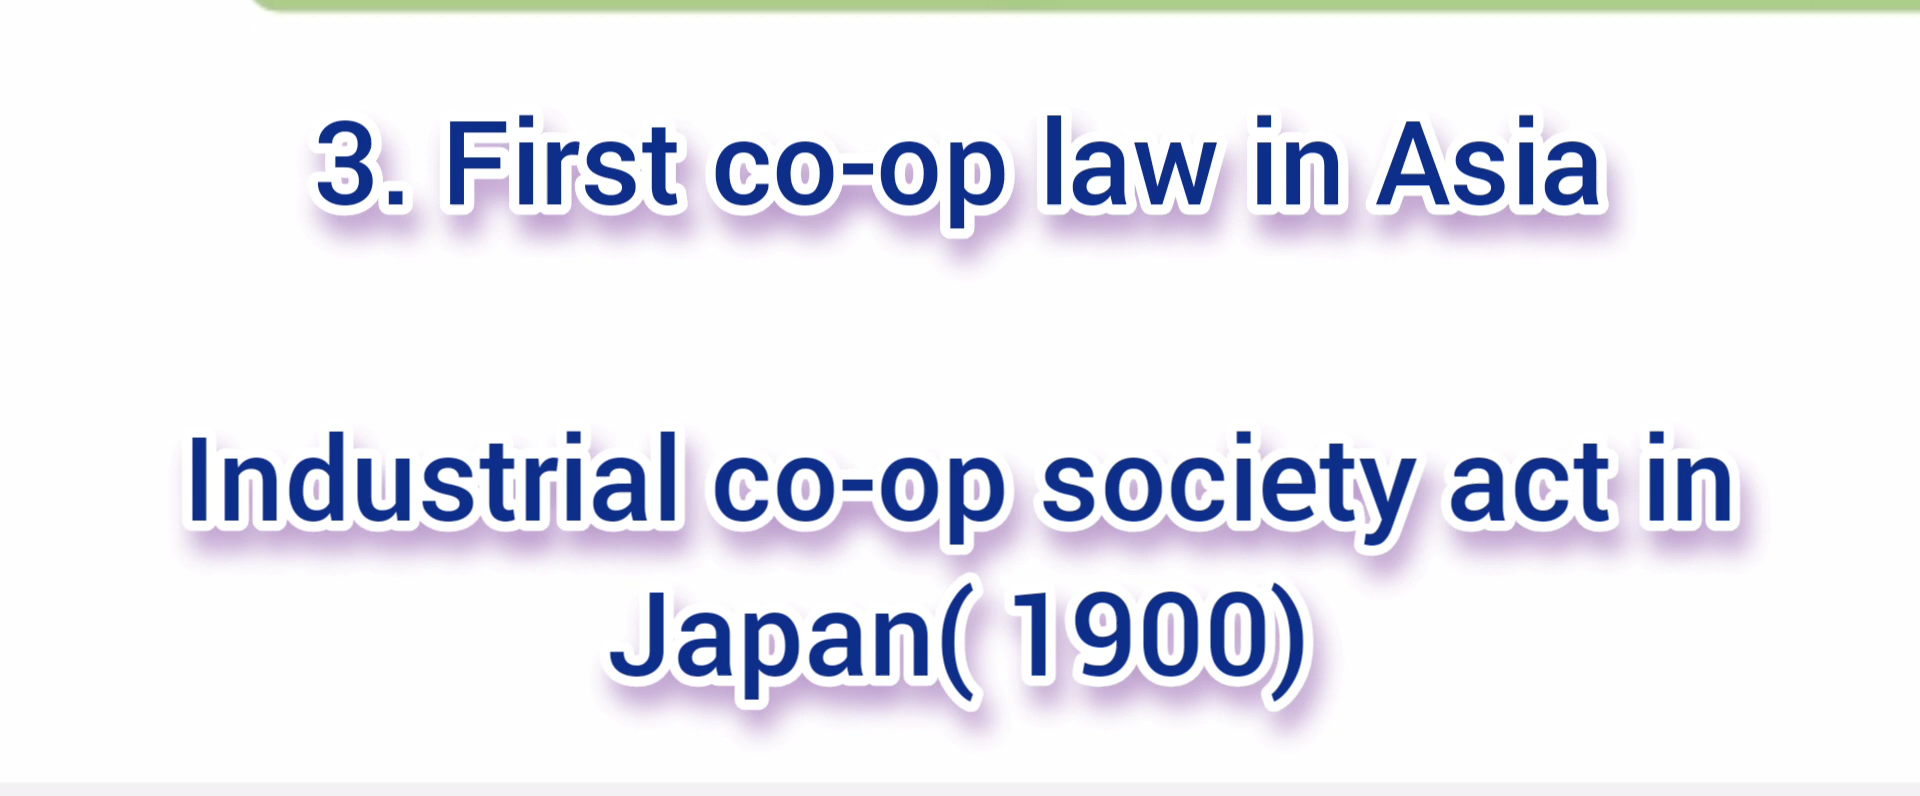 3. First co-op law in Asia
Industrial co-op society act in
Japan( 1900)